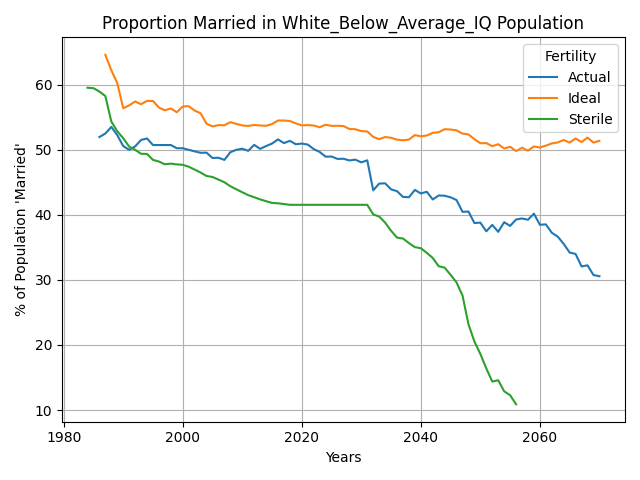 Proportion Married in White_Below_Average_IQ Population
Fertility
Actual
Ideal
Sterile
% of Population 'Married'
60
50
40
30
20
10
1980
2000
2020
2040
2060
Years